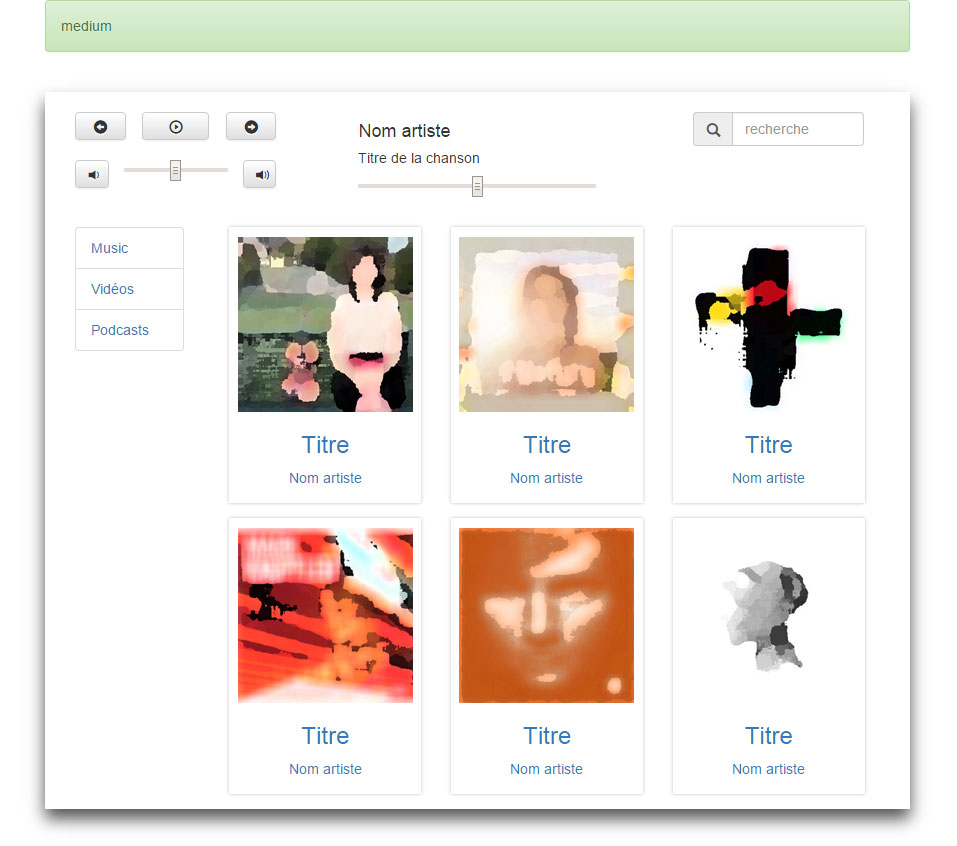 medium
Nom artiste
Titre de la chanson
recherche
Music
Vidéos
Podcasts
Titre
Nom artiste
Titre
Nom artiste
Titre
Nom artiste
Titre
Nom artiste
Titre
Nom artiste
Titre
Nom artiste